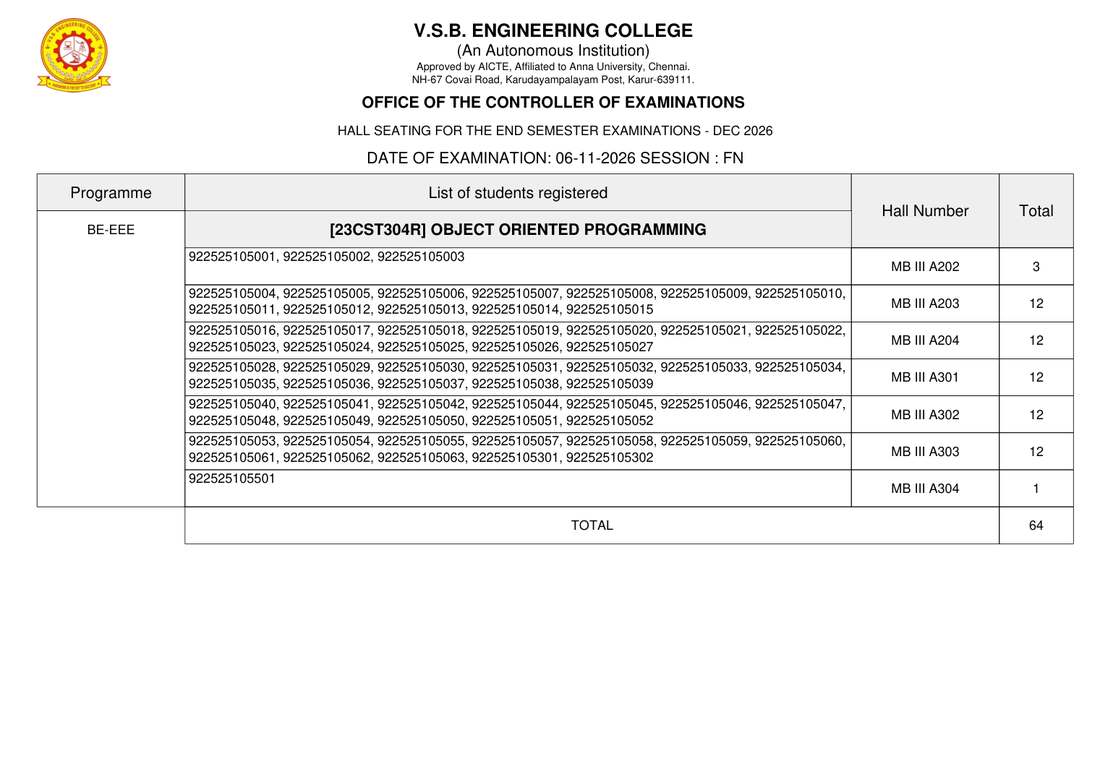 V.S.B. ENGINEERING COLLEGE
(An Autonomous Institution)
Approved by AICTE, Affiliated to Anna University, Chennai.
NH-67 Covai Road, Karudayampalayam Post, Karur-639111.
OFFICE OF THE CONTROLLER OF EXAMINATIONS
HALL SEATING FOR THE END SEMESTER EXAMINATIONS - DEC 2026
DATE OF EXAMINATION: 06-11-2026 SESSION : FN
Programme
List of students registered
Hall Number
Total
BE-EEE
[23CST304R] OBJECT ORIENTED PROGRAMMING
922525105001, 922525105002, 922525105003
MB III A202
3
922525105004, 922525105005, 922525105006, 922525105007, 922525105008, 922525105009, 922525105010,
922525105011, 922525105012, 922525105013, 922525105014, 922525105015
MB III A203
12
922525105016, 922525105017, 922525105018, 922525105019, 922525105020, 922525105021, 922525105022,
922525105023, 922525105024, 922525105025, 922525105026, 922525105027
MB III A204
12
922525105028, 922525105029, 922525105030, 922525105031, 922525105032, 922525105033, 922525105034,
922525105035, 922525105036, 922525105037, 922525105038, 922525105039
MB III A301
12
922525105040, 922525105041, 922525105042, 922525105044, 922525105045, 922525105046, 922525105047,
922525105048, 922525105049, 922525105050, 922525105051, 922525105052
MB III A302
12
922525105053, 922525105054, 922525105055, 922525105057, 922525105058, 922525105059, 922525105060,
922525105061, 922525105062, 922525105063, 922525105301, 922525105302
MB III A303
12
922525105501
MB III A304
1
TOTAL
64